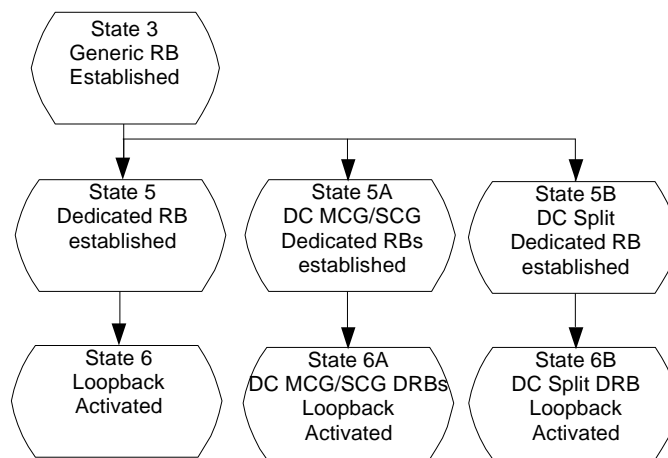 State 3
Generic RB
Established
State 5
Dedicated RB
established
State 5A
DC MCG/SCG
Dedicated RBs
established
State 5B
DC Split
Dedicated RB
established
State 6
Loopback
Activated
State 6A
DC MCG/SCG DRBs
Loopback
Activated
State 6B
DC Split DRB
Loopback
Activated